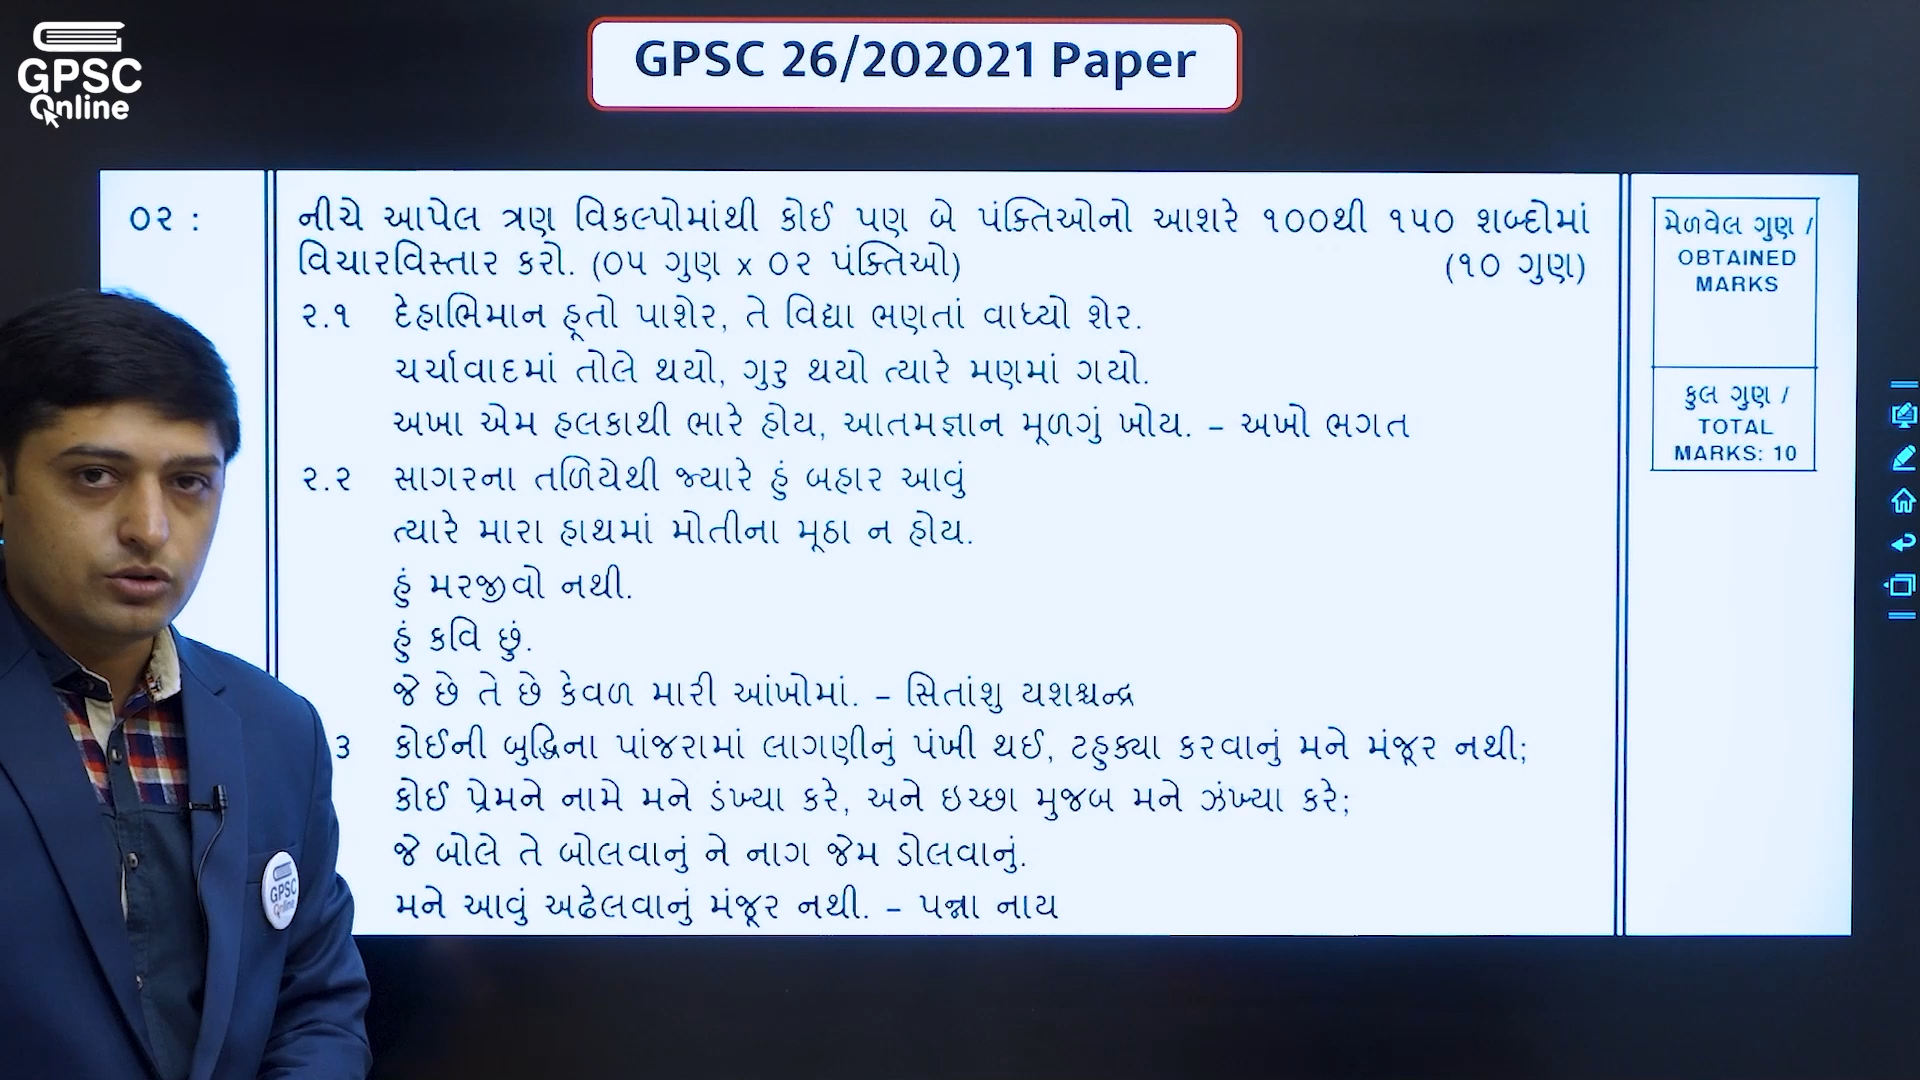 GPSC
Online
GPSC 26/202021 Paper
૦૨ :
નીચે આપેલ ત્રણ વિકલ્પોમાંથી કોઈ પણ બે પંક્તિઓનો આશરે ૧૦૦થી ૧૫૦ શબ્દોમાં
વિચારવિસ્તાર કરો. (૦૫ ગુણ x ૦૨ પંક્તિઓ) (૧૦ ગુણ)
૨.૧ દેહાભિમાન હૂતો પાશેર, તે વિદ્યા ભણતાં વાધ્યો શેર.
ચર્ચાવાદમાં તોલે થયો, ગુરુ થયો ત્યારે મણમાં ગયો.
અખા એમ હલકાથી ભારે હોય, આતમજ્ઞાન મૂળગું ખોય. – અખો ભગત
૨.૨ સાગરના તળિયેથી જ્યારે હું બહાર આવું
ત્યારે મારા હાથમાં મોતીના મૂઠા ન હોય.
હું મરજીવો નથી.
હું કવિ છું.
જે છે તે છે કેવળ મારી આંખોમાં. – સિતાંશુ યશશ્ચન્દ્ર
૩ કોઈની બુદ્ધિના પાંજરામાં લાગણીનું પંખી થઈ, ટહુક્યા કરવાનું મને મંજૂર નથી;
કોઈ પ્રેમને નામે મને ડંખ્યા કરે, અને ઇચ્છા મુજબ મને ઝંખ્યા કરે;
જે બોલે તે બોલવાનું ને નાગ જેમ ડોલવાનું.
મને આવું અઢેલવાનું મંજૂર નથી. – પન્ના નાય
મેળવેલ ગુણ /
OBTAINED
MARKS
કુલ ગુણ /
TOTAL
MARKS: 10
GPSC
Online